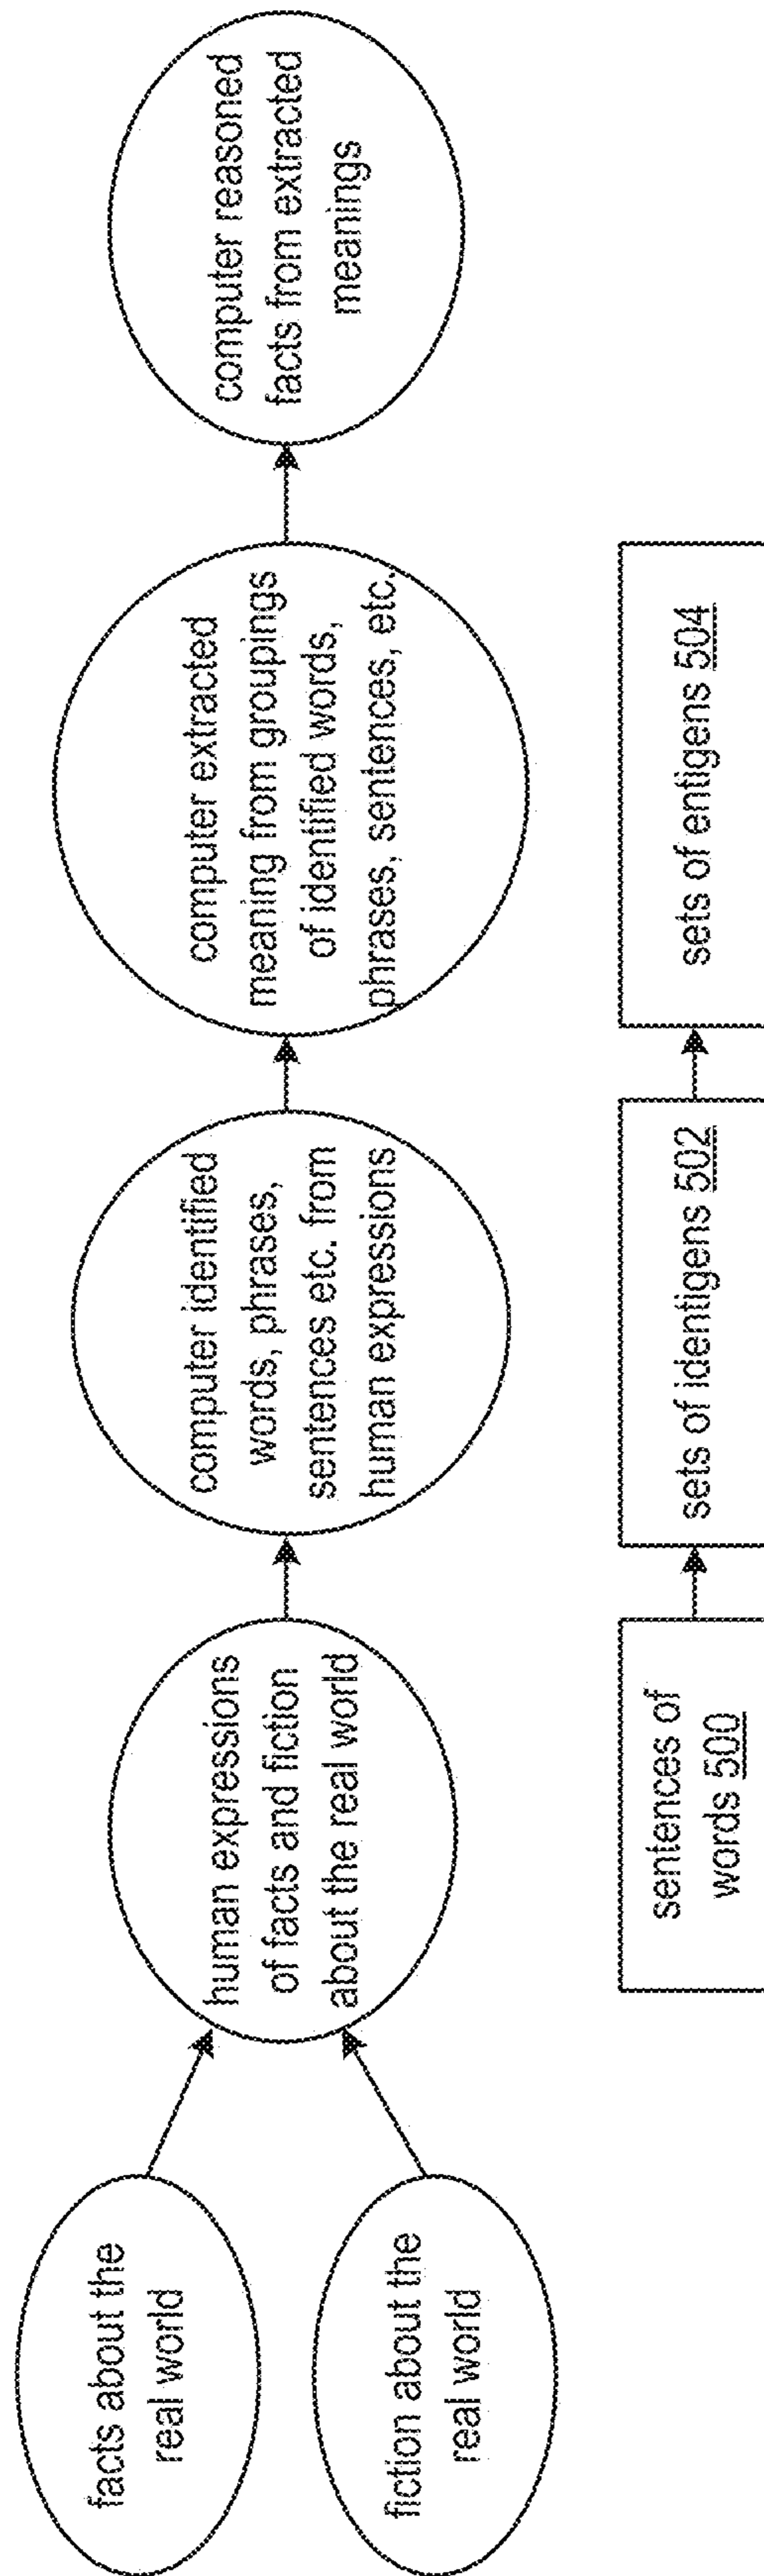 facts about the
real world
fiction about the
real world
human expressions
of facts and fiction
about the real world
computer identified
words, phrases,
sentences etc. from
human expressions
computer extracted
meaning from groupings
of identified words,
phrases, sentences, etc.
computer reasoned
facts from extracted
meanings
sentences of
words 500
sets of identigens 502
sets of entigens 504